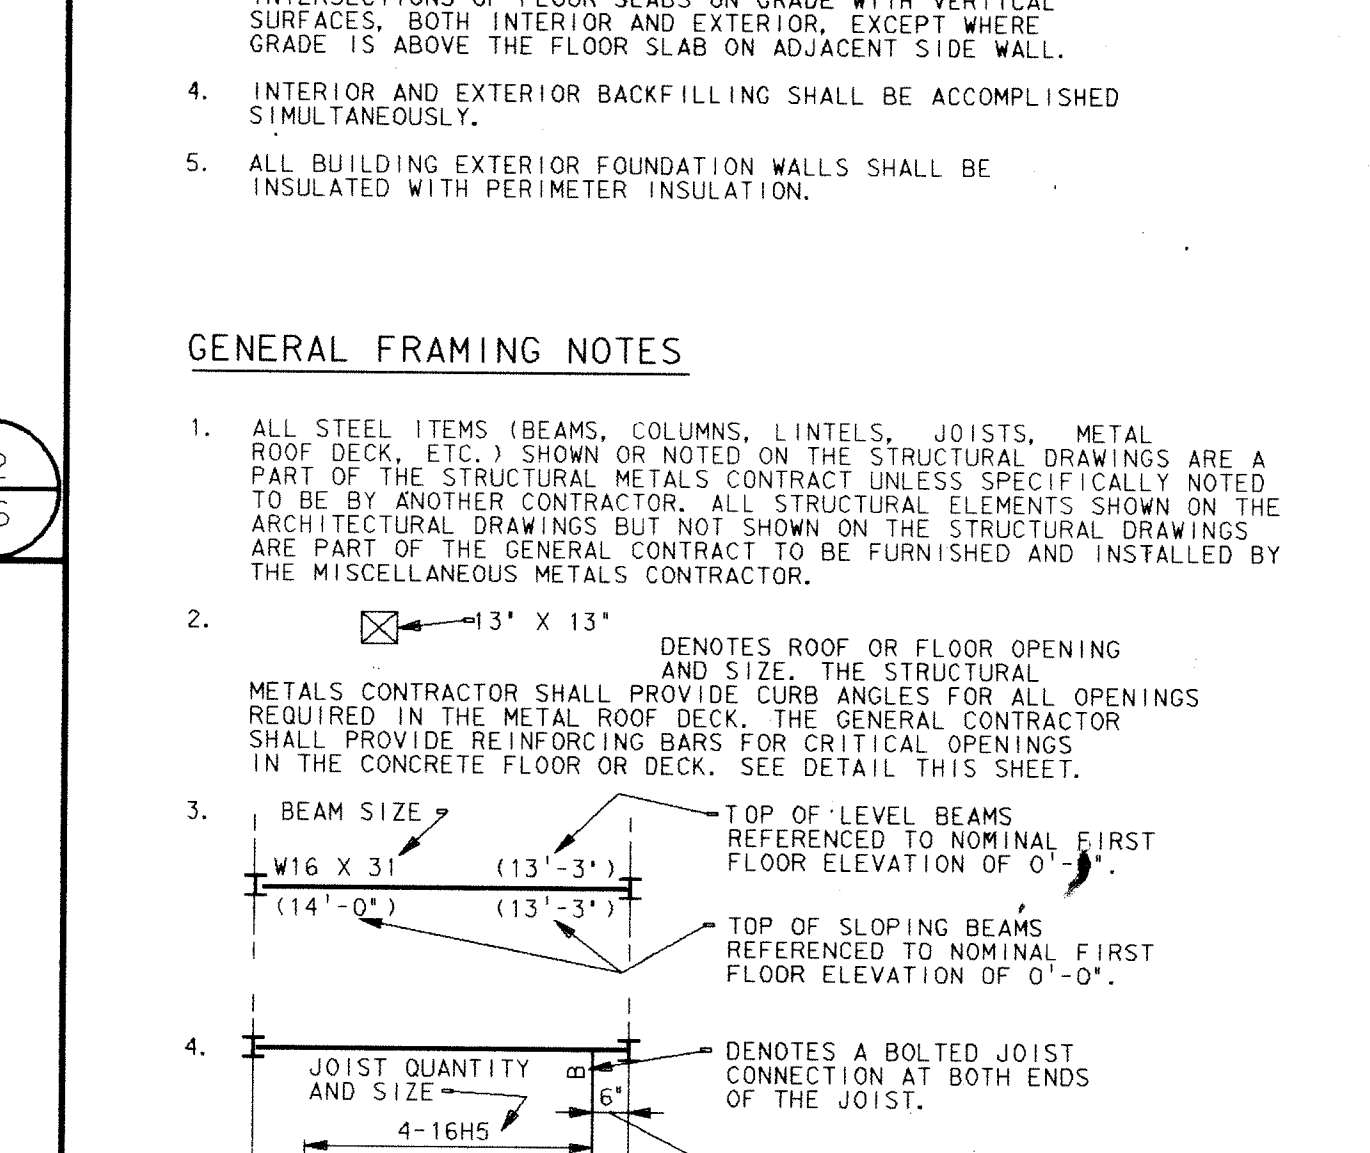 INTERSECTIONS OF FLOOR SLABS ON GRADE WITH VERTICAL
SURFACES, BOTH INTERIOR AND EXTERIOR, EXCEPT WHERE
GRADE IS ABOVE THE FLOOR SLAB ON ADJACENT SIDE WALL.
4. INTERIOR AND EXTERIOR BACKFILLING SHALL BE ACCOMPLISHED
SIMULTANEOUSLY.
5. ALL BUILDING EXTERIOR FOUNDATION WALLS SHALL BE
INSULATED WITH PERIMETER INSULATION.
GENERAL FRAMING NOTES
1. ALL STEEL ITEMS (BEAMS, COLUMNS, LINTELS, JOISTS, METAL
ROOF DECK, ETC.) SHOWN OR NOTED ON THE STRUCTURAL DRAWINGS ARE A
PART OF THE STRUCTURAL METALS CONTRACT UNLESS SPECIFICALLY NOTED
TO BE BY ANOTHER CONTRACTOR. ALL STRUCTURAL ELEMENTS SHOWN ON THE
ARCHITECTURAL DRAWINGS BUT NOT SHOWN ON THE STRUCTURAL DRAWINGS
ARE PART OF THE GENERAL CONTRACT TO BE FURNISHED AND INSTALLED BY
THE MISCELLANEOUS METALS CONTRACTOR.
2. 13" X 13"
DENOTES ROOF OR FLOOR OPENING
AND SIZE. THE STRUCTURAL
METALS CONTRACTOR SHALL PROVIDE CURB ANGLES FOR ALL OPENINGS
REQUIRED IN THE METAL ROOF DECK. THE GENERAL CONTRACTOR
SHALL PROVIDE REINFORCING BARS FOR CRITICAL OPENINGS
IN THE CONCRETE FLOOR OR DECK. SEE DETAIL THIS SHEET.
3. BEAM SIZE
W16 X 31 (13'-3")
(14'-0") (13'-3")
TOP OF LEVEL BEAMS
REFERENCED TO NOMINAL FIRST
FLOOR ELEVATION OF
TOP OF SLOPING BEAMS
REFERENCED TO NOMINAL FIRST
FLOOR ELEVATION OF 0'-0".
4. JOIST QUANTITY
AND SIZE
4-16H5
B
6"
DENOTES A BOLTED JOIST
CONNECTION AT BOTH ENDS
OF THE JOIST.